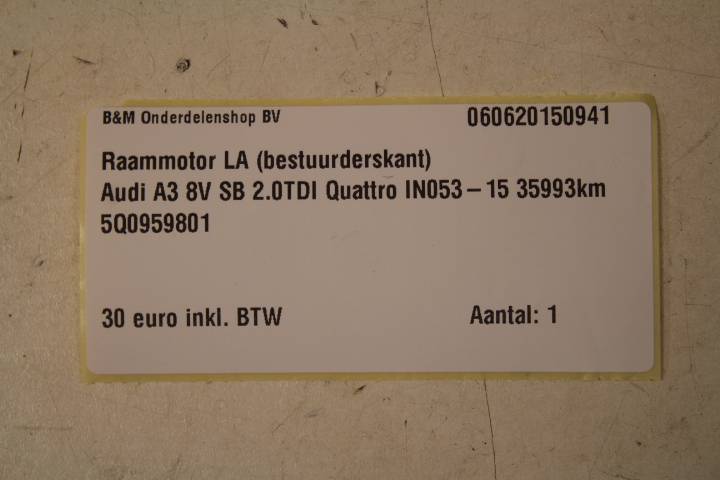 B&M Onderdelenshop BV 060620150941
Raammotor LA (bestuurderskant)
Audi A3 8V SB 2.0TDI Quattro IN053 – 15 35993km
5Q0959801
30 euro inkl. BTW Aantal: 1